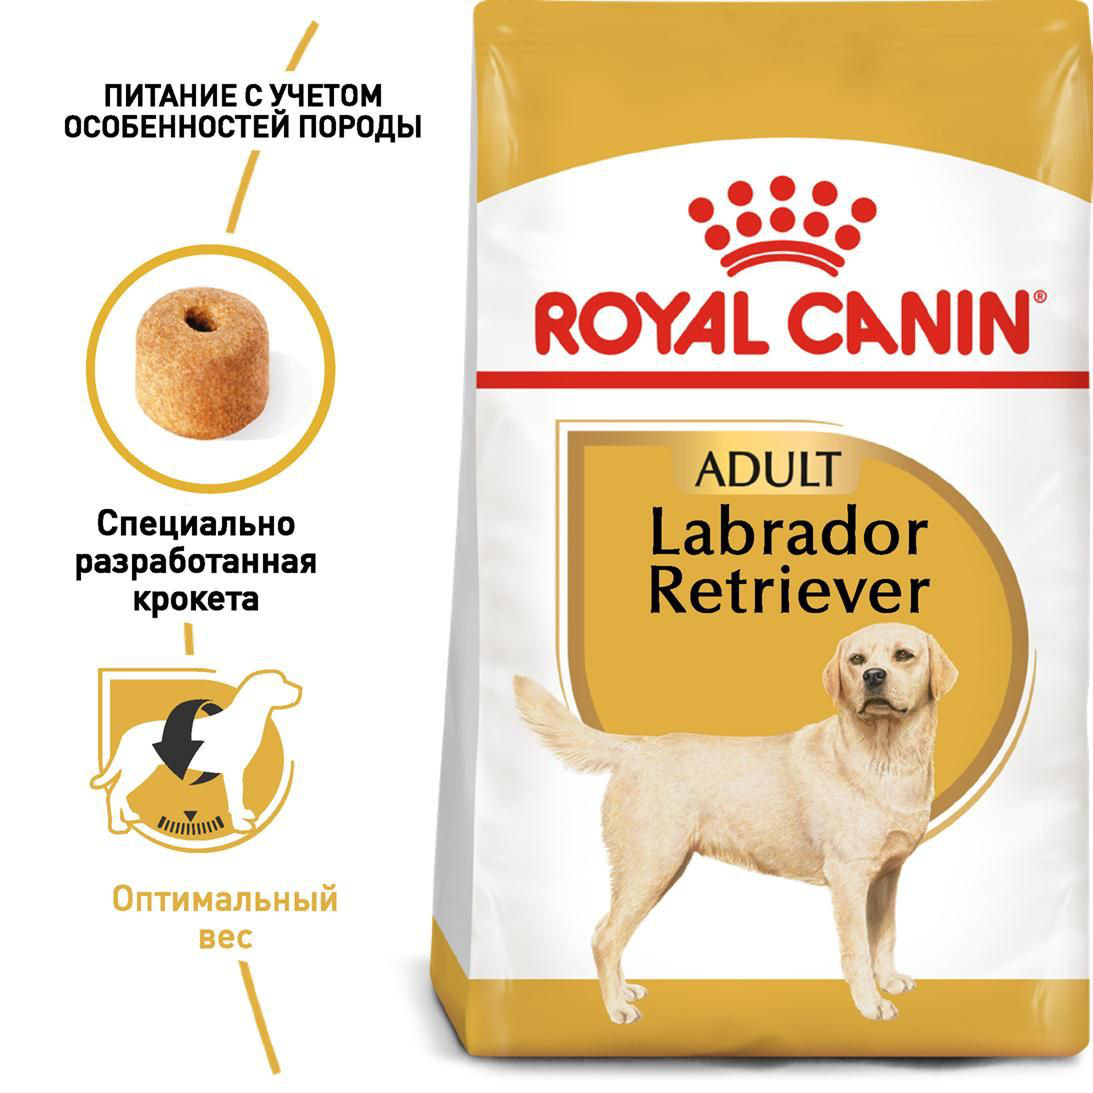 ПИТАНИЕ С УЧЕТОМ
ОСОБЕННОСТЕЙ ПОРОДЫ
Специально
разработанная
крокета
Оптимальный
вес
ROYAL CANIN®
ADULT
Labrador
Retriever